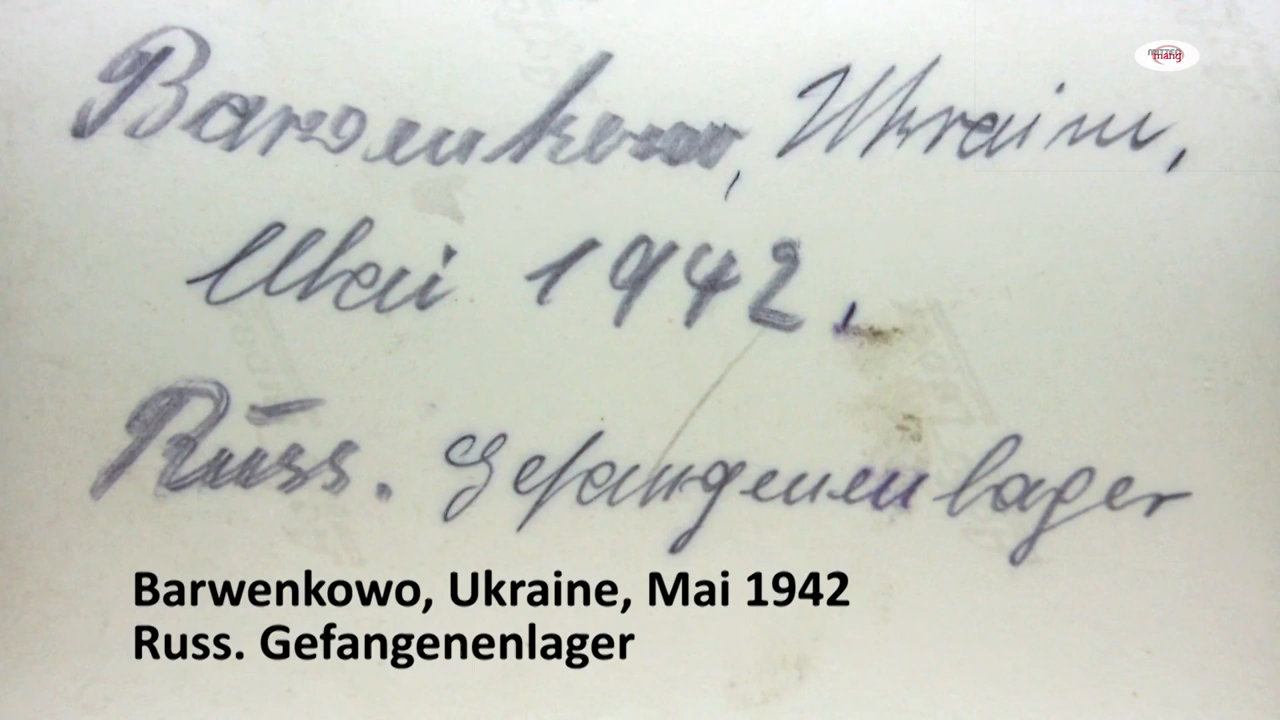 Barwenkowo, Ukraine,
Mai 1942.
Russ. Gefangenenlager
Barwenkowo, Ukraine, Mai 1942
Russ. Gefangenenlager